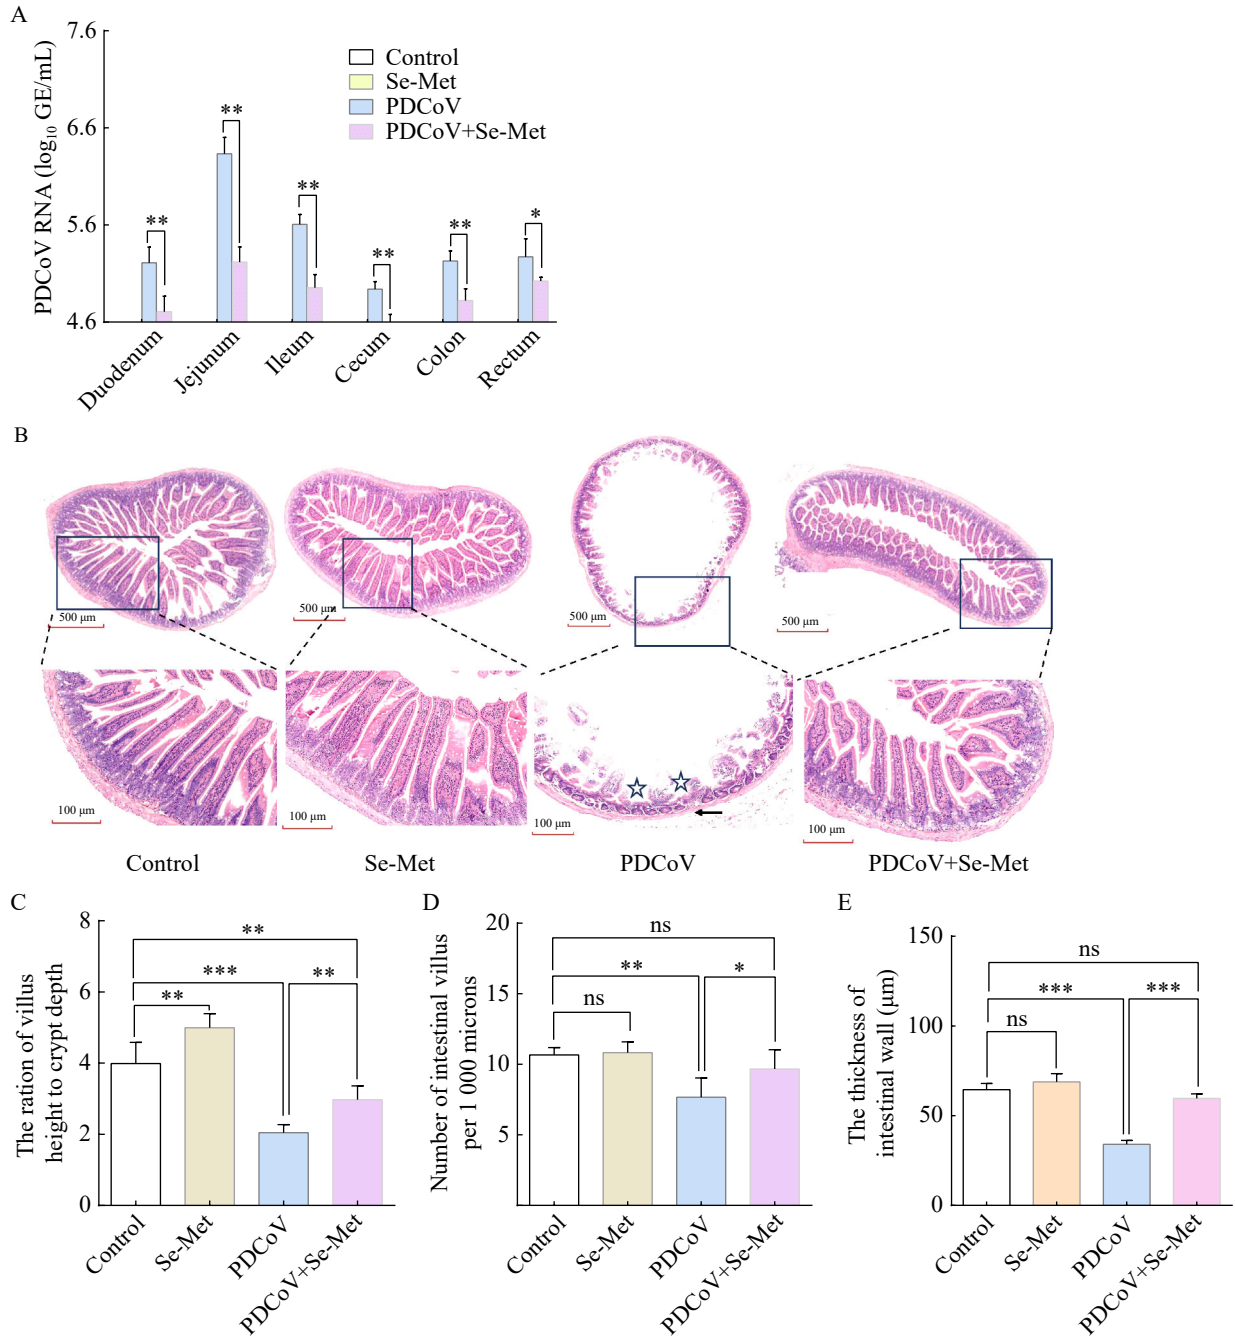 A
7.6
6.6
5.6
4.6
PDCoV RNA (log₁₀ GE/mL)
Control
Se-Met
PDCoV
PDCoV+Se-Met
**
**
**
**
**
*
Duodenum
Jejunum
Ileum
Cecum
Colon
Rectum
B
500 μm
500 μm
500 μm
500 μm
100 μm
100 μm
100 μm
100 μm
Control
Se-Met
PDCoV
PDCoV+Se-Met
C
The ration of villus
height to crypt depth
8
6
4
2
0
**
***
**
**
Control
Se-Met
PDCoV
PDCoV+Se-Met
D
Number of intestinal villus
per 1 000 microns
20
15
10
5
ns
**
*
ns
Control
Se-Met
PDCoV
PDCoV+Se-Met
E
The thickness of
intestinal wall (μm)
150
100
50
0
ns
***
***
ns
Control
Se-Met
PDCoV
PDCoV+Se-Met